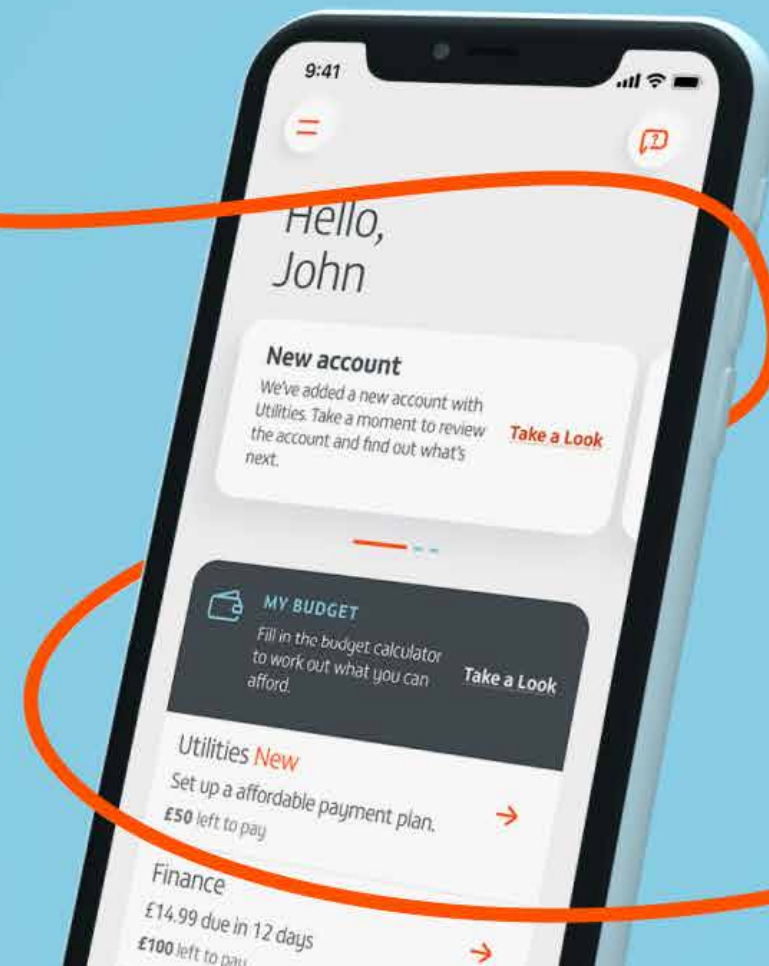 9:41
Hello,
John
New account
We've added a new account with
Utilities. Take a moment to review
the account and find out what's
next.
Take a Look
MY BUDGET
Fill in the budget calculator
to work out what you can
afford.
Take a Look
Utilities New
Set up a affordable payment plan.
£50 left to pay
Finance
£14.99 due in 12 days
£100 left to pay